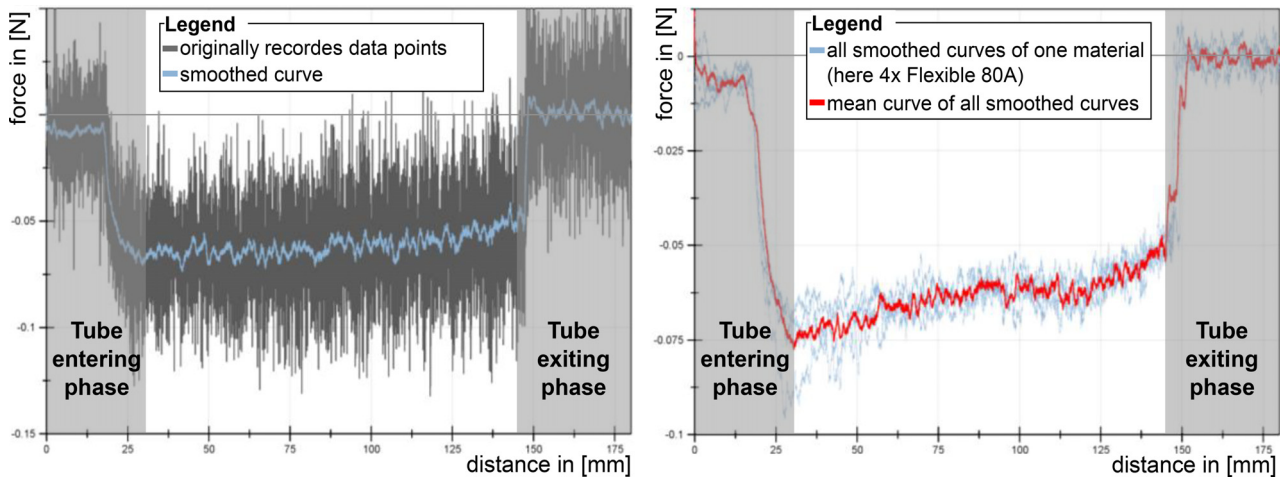 force in [N]
0
-0.05
-0.1
-0.15
0
25
50
75
100
125
150
175
distance in [mm]
Legend
originally recordes data points
smoothed curve
Tube
entering
phase
Tube
exiting
phase
force in [N]
0
-0.025
-0.05
-0.075
-0.1
0
25
50
75
100
125
150
175
distance in [mm]
Legend
all smoothed curves of one material
(here 4x Flexible 80A)
mean curve of all smoothed curves
Tube
entering
phase
Tube
exiting
phase